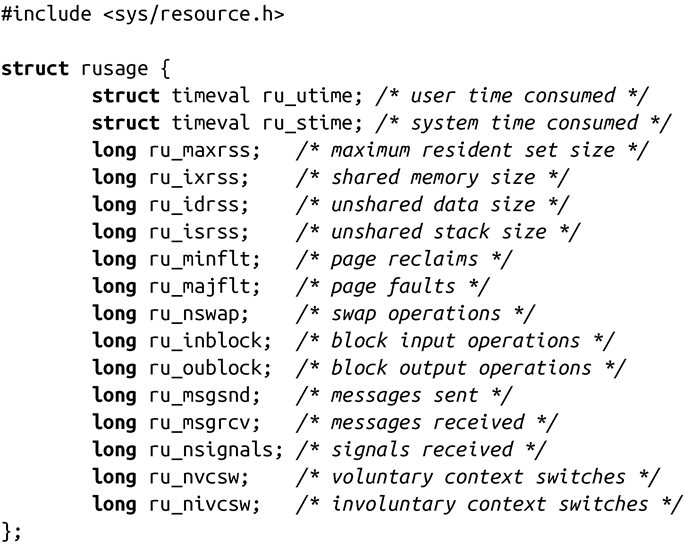 #include <sys/resource.h>

struct rusage {
        struct timeval ru_utime; /* user time consumed */
        struct timeval ru_stime; /* system time consumed */
        long ru_maxrss;   /* maximum resident set size */
        long ru_ixrss;    /* shared memory size */
        long ru_idrss;    /* unshared data size */
        long ru_isrss;    /* unshared stack size */
        long ru_minflt;   /* page reclaims */
        long ru_majflt;   /* page faults */
        long ru_nswap;    /* swap operations */
        long ru_inblock;  /* block input operations */
        long ru_oublock;  /* block output operations */
        long ru_msgsnd;   /* messages sent */
        long ru_msgrcv;   /* messages received */
        long ru_nsignals; /* signals received */
        long ru_nvcsw;    /* voluntary context switches */
        long ru_nivcsw;   /* involuntary context switches */
};